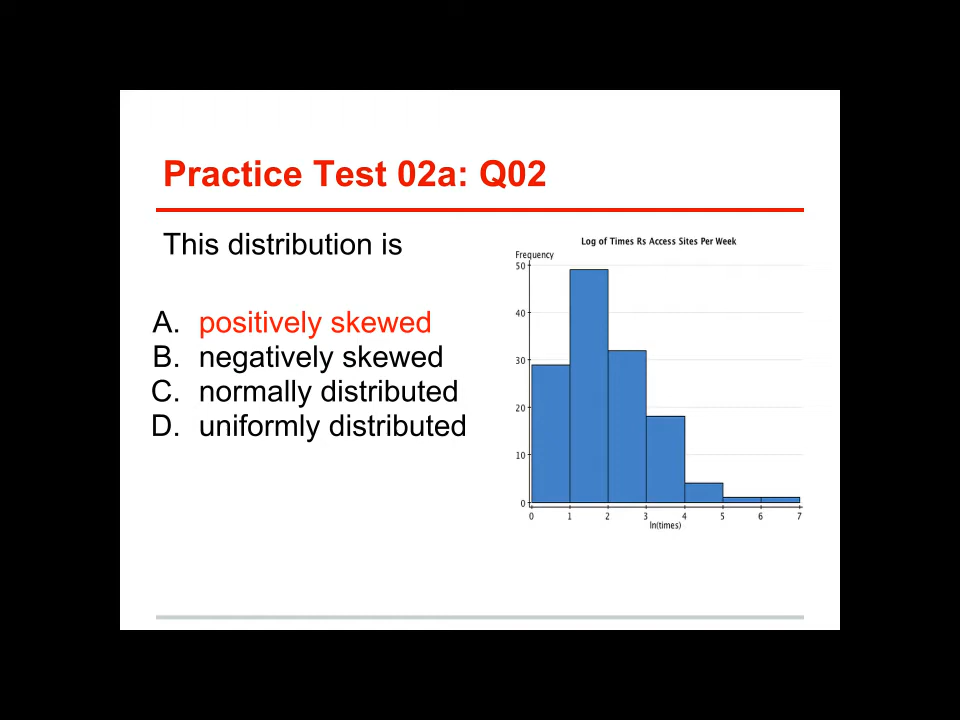 Practice Test 02a: Q02
This distribution is
A. positively skewed
B. negatively skewed
C. normally distributed
D. uniformly distributed
Log of Times Rs Access Sites Per Week
Frequency
50
40
30
20
10
0
0 1 2 3 4 5 6 7
ln(times)